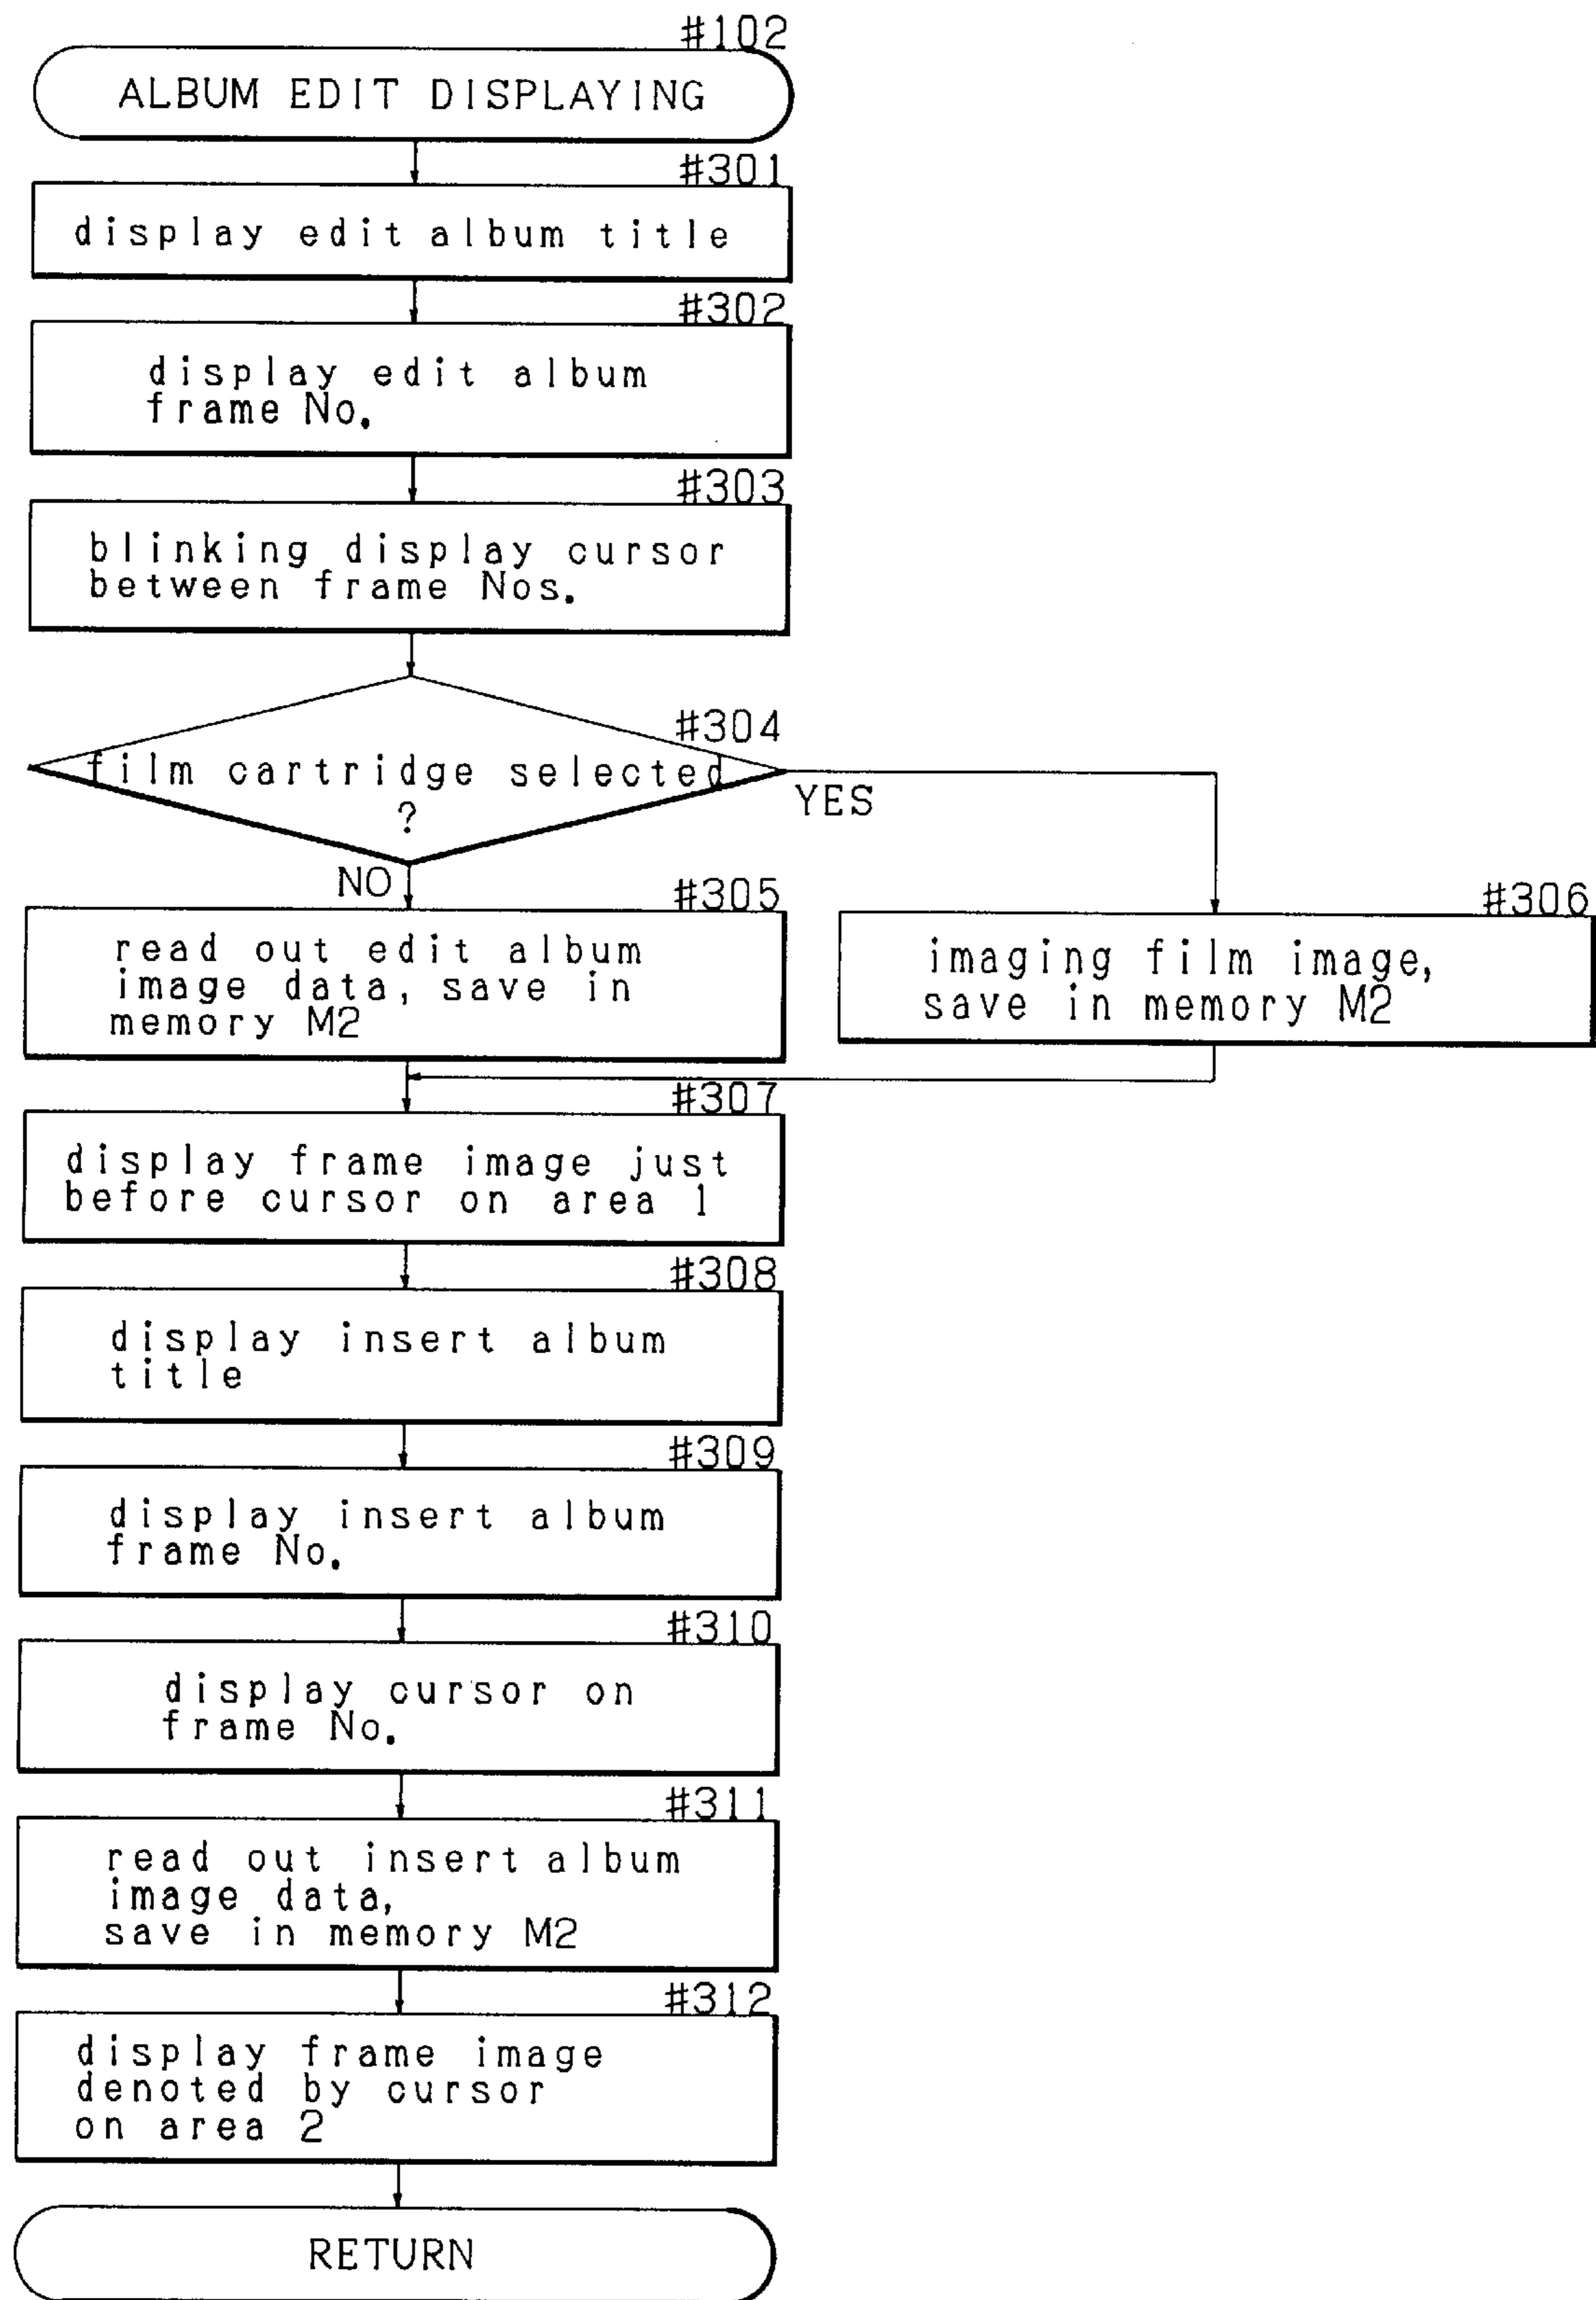 #102
ALBUM EDIT DISPLAYING
#301
display edit album title
#302
display edit album
frame No.
#303
blinking display cursor
between frame Nos.
#304
film cartridge selected
?
YES
NO
#305
read out edit album
image data, save in
memory M2
#306
imaging film image,
save in memory M2
#307
display frame image just
before cursor on area 1
#308
display insert album
title
#309
display insert album
frame No.
#310
display cursor on
frame No.
#311
read out insert album
image data,
save in memory M2
#312
display frame image
denoted by cursor
on area 2
RETURN